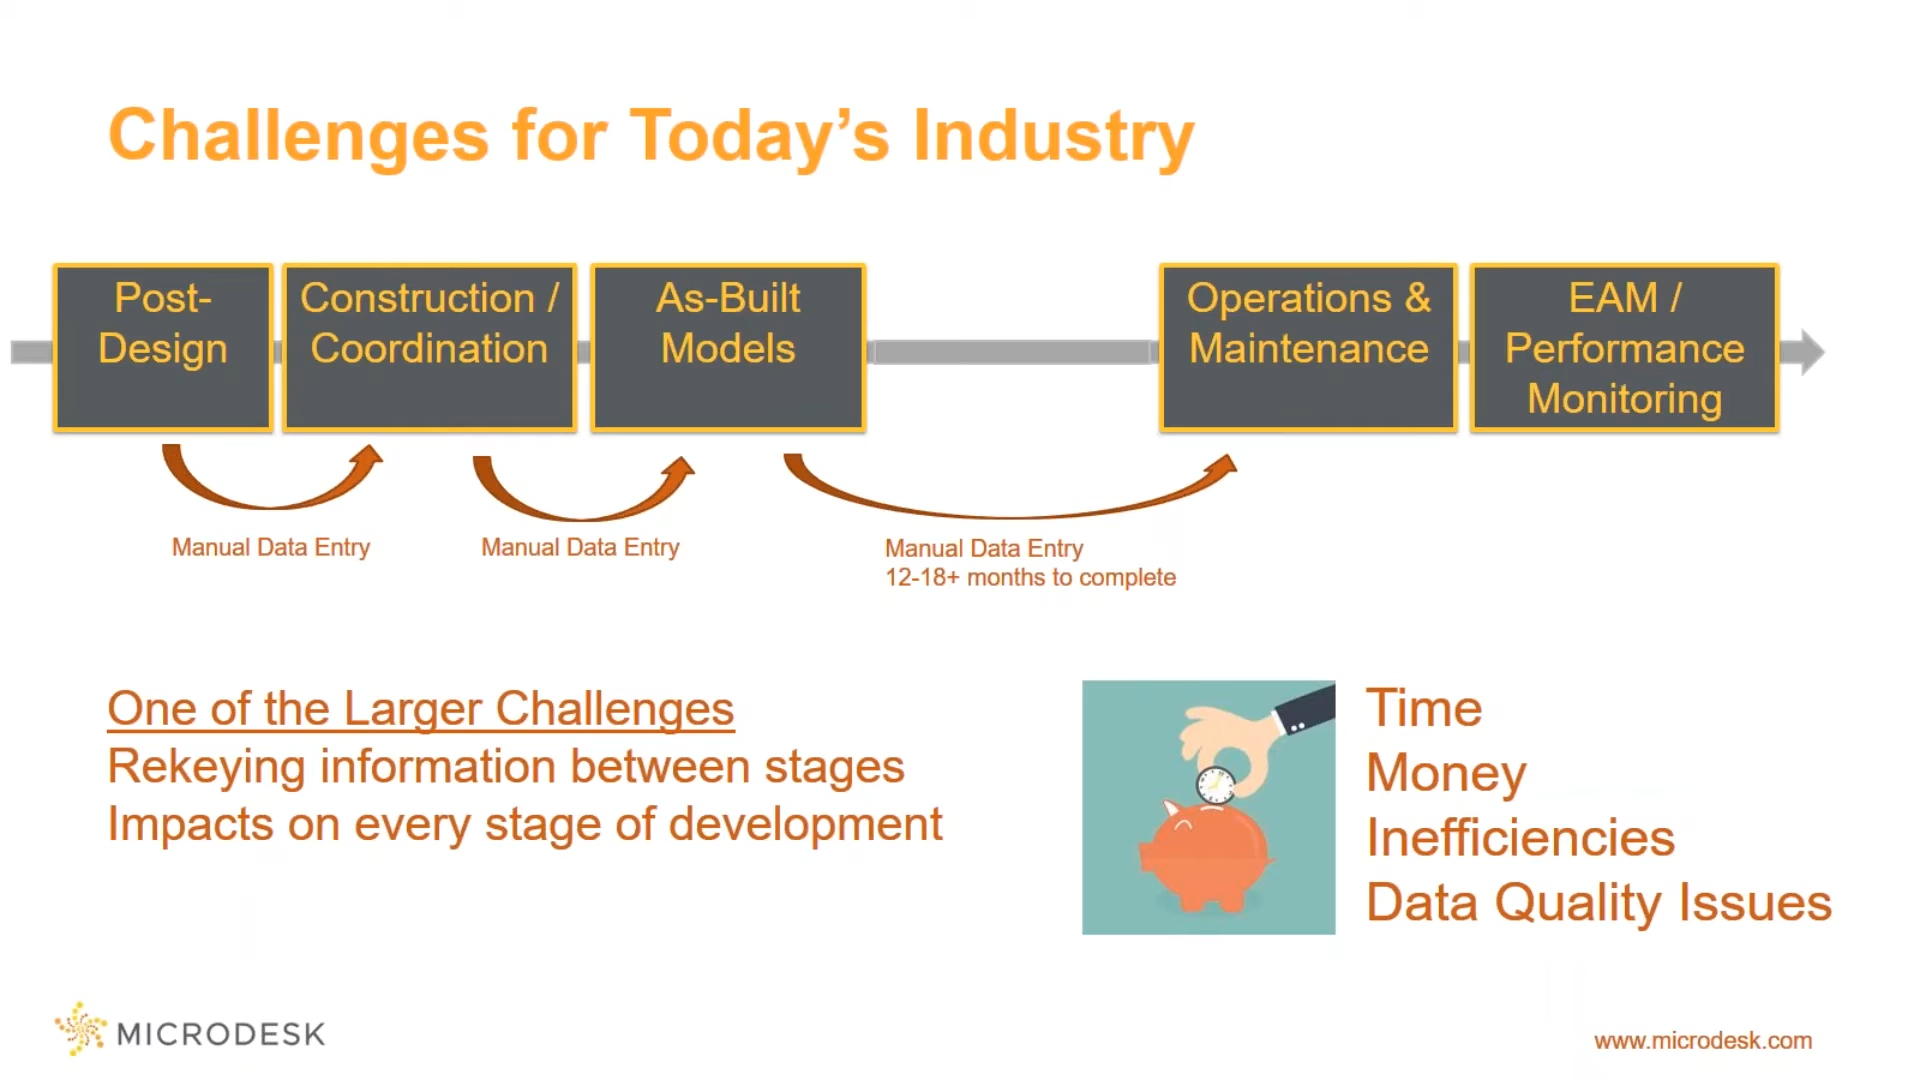 Challenges for Today’s Industry
Post-
Design
Construction /
Coordination
As-Built
Models
Operations &
Maintenance
EAM /
Performance
Monitoring
Manual Data Entry
Manual Data Entry
Manual Data Entry
12-18+ months to complete
One of the Larger Challenges
Rekeying information between stages
Impacts on every stage of development
Time
Money
Inefficiencies
Data Quality Issues
MICRODESK
www.microdesk.com